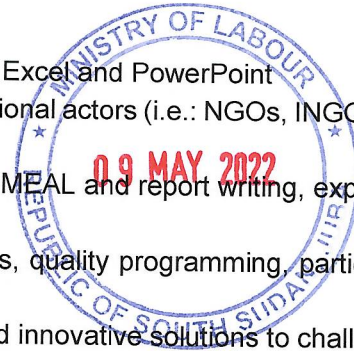 MINISTRY OF LABOUR
Excel and PowerPoint
ional actors (i.e.: NGOs, INGO
09 MAY 2022
MEAL and report writing, exp
s, quality programming, partic
d innovative solutions to chall
REPUBLIC OF SOUTH SUDAN